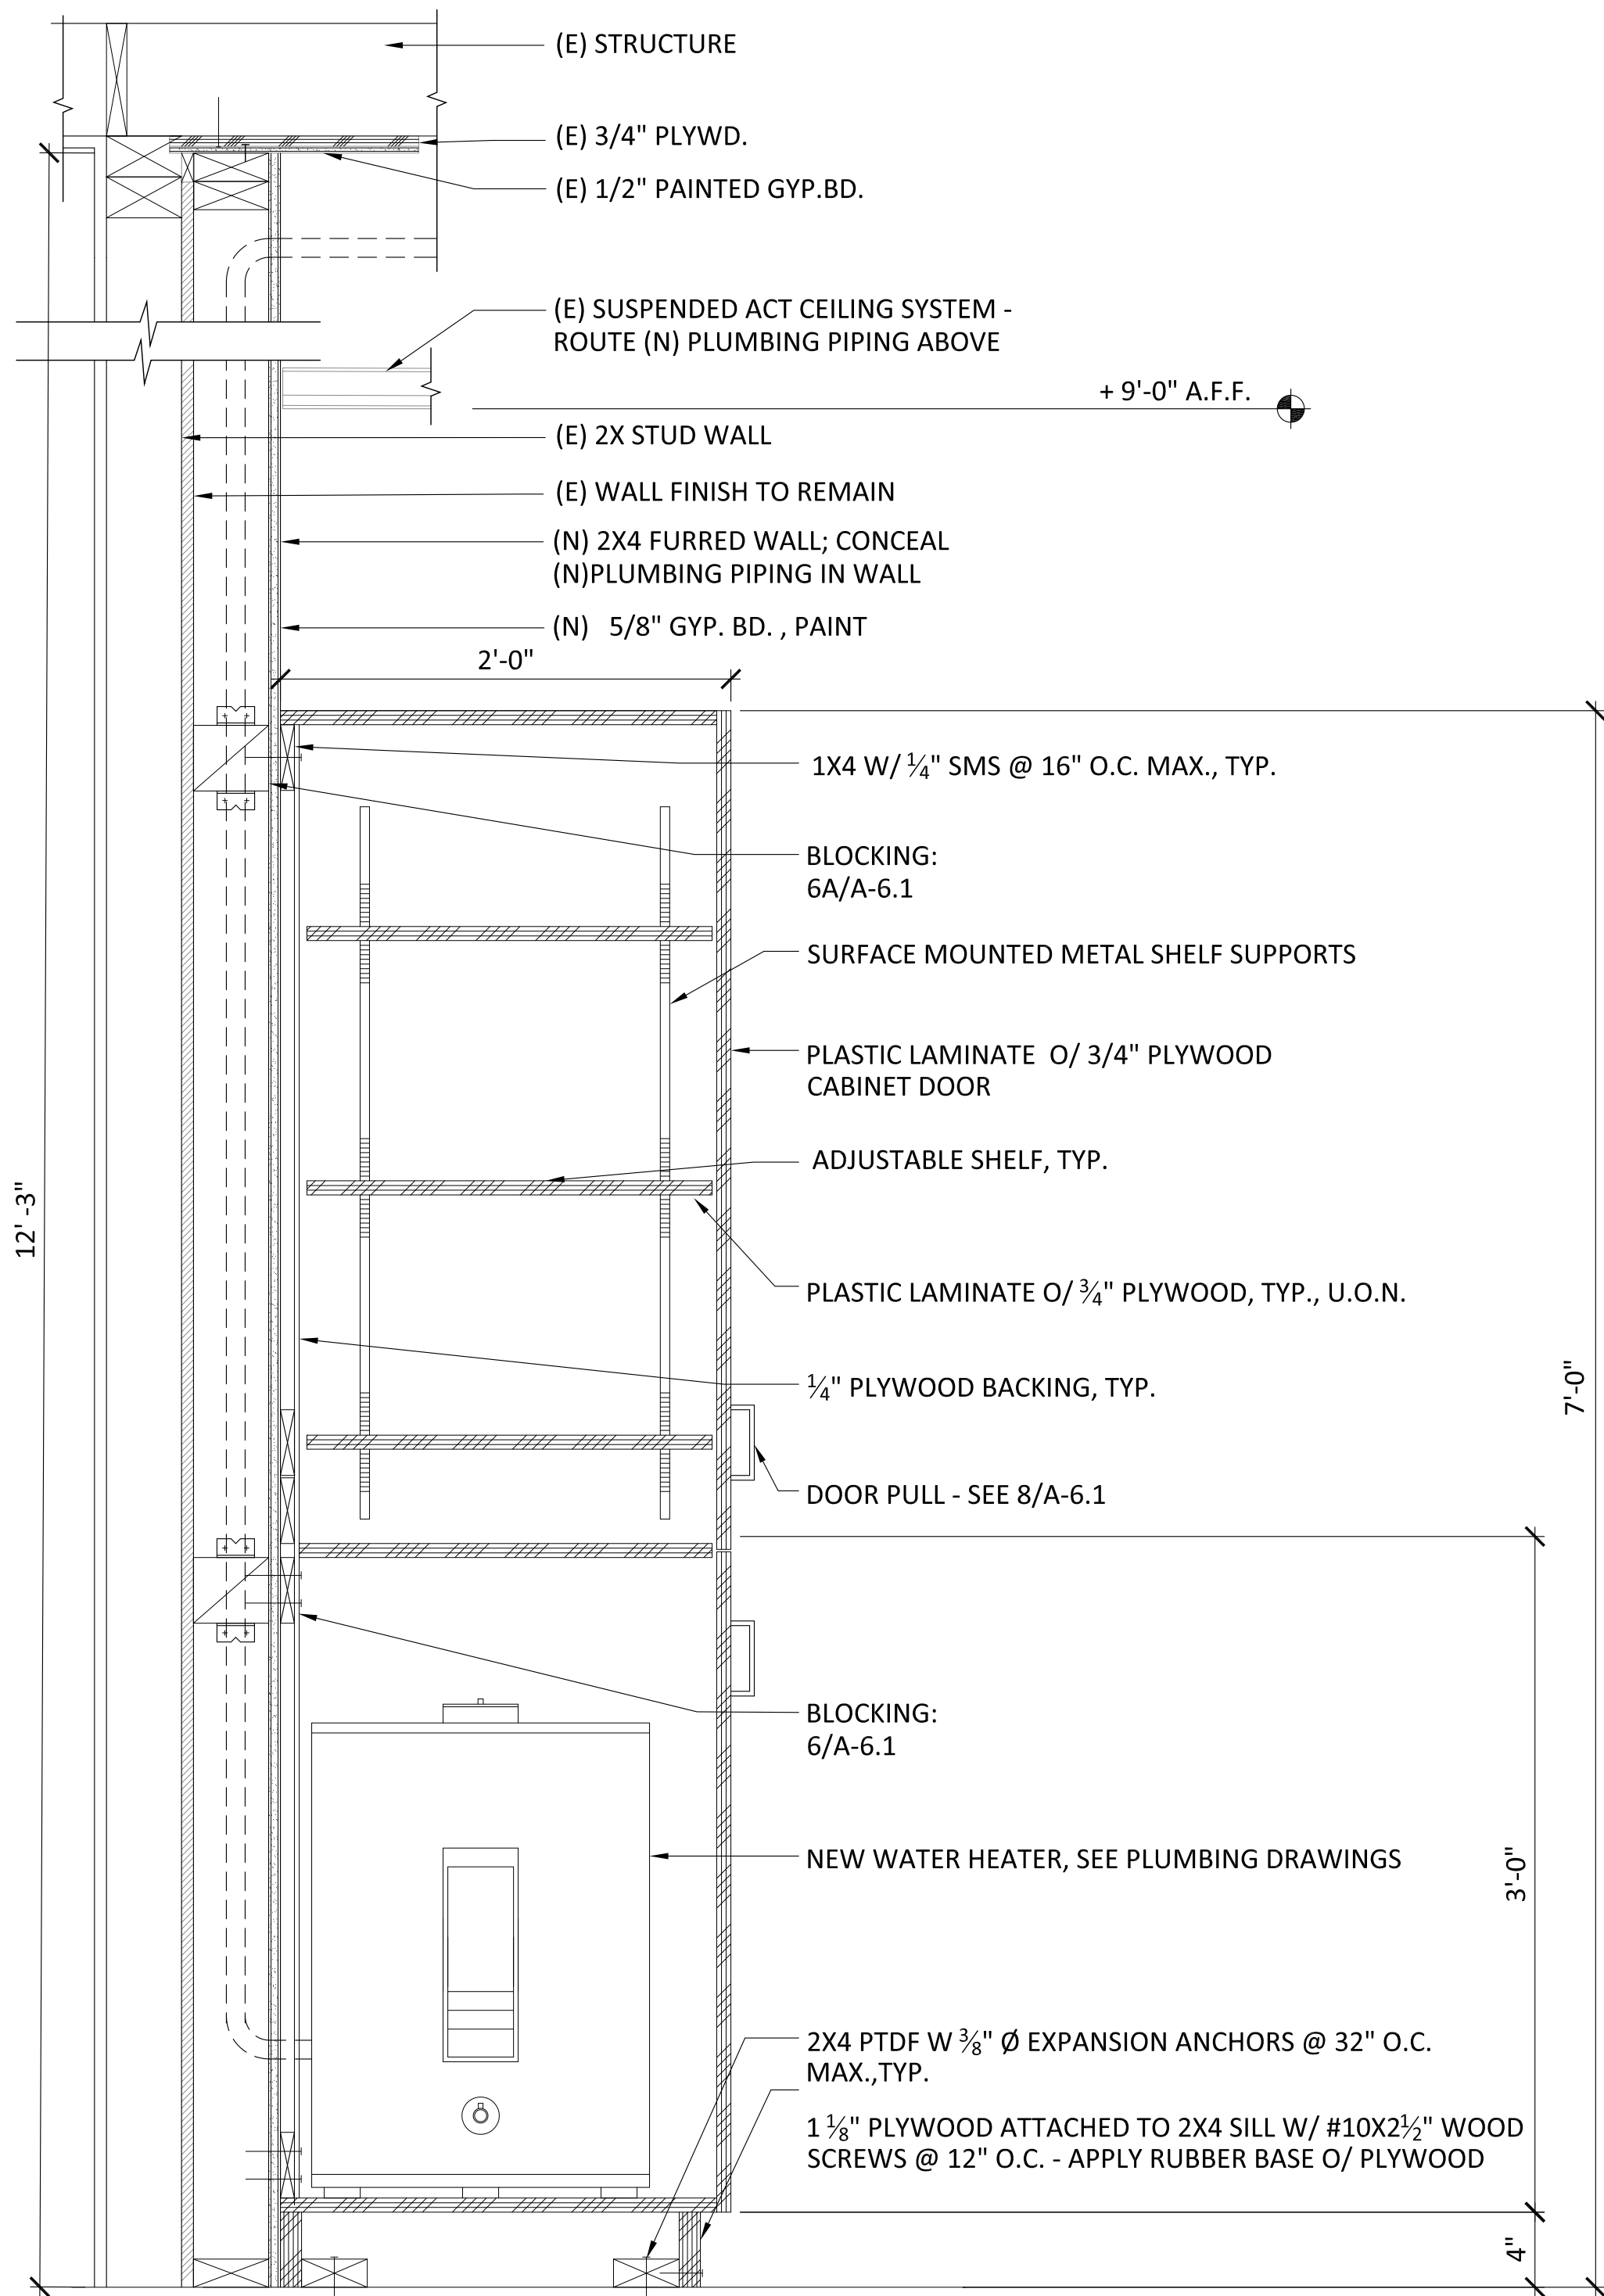 (E) STRUCTURE
(E) 3/4" PLYWD.
(E) 1/2" PAINTED GYP.BD.
(E) SUSPENDED ACT CEILING SYSTEM -
ROUTE (N) PLUMBING PIPING ABOVE
+ 9'-0" A.F.F.
(E) 2X STUD WALL
(E) WALL FINISH TO REMAIN
(N) 2X4 FURRED WALL; CONCEAL
(N)PLUMBING PIPING IN WALL
(N) 5/8" GYP. BD. , PAINT
2'-0"
1X4 W/ ¼" SMS @ 16" O.C. MAX., TYP.
BLOCKING:
6A/A-6.1
SURFACE MOUNTED METAL SHELF SUPPORTS
PLASTIC LAMINATE O/ 3/4" PLYWOOD
CABINET DOOR
ADJUSTABLE SHELF, TYP.
12' -3"
PLASTIC LAMINATE O/ ¾" PLYWOOD, TYP., U.O.N.
¼" PLYWOOD BACKING, TYP.
7'-0"
DOOR PULL - SEE 8/A-6.1
BLOCKING:
6/A-6.1
NEW WATER HEATER, SEE PLUMBING DRAWINGS
3'-0"
2X4 PTDF W ⅜" Ø EXPANSION ANCHORS @ 32" O.C.
MAX.,TYP.
1 ⅛" PLYWOOD ATTACHED TO 2X4 SILL W/ #10X2½" WOOD
SCREWS @ 12" O.C. - APPLY RUBBER BASE O/ PLYWOOD
4"